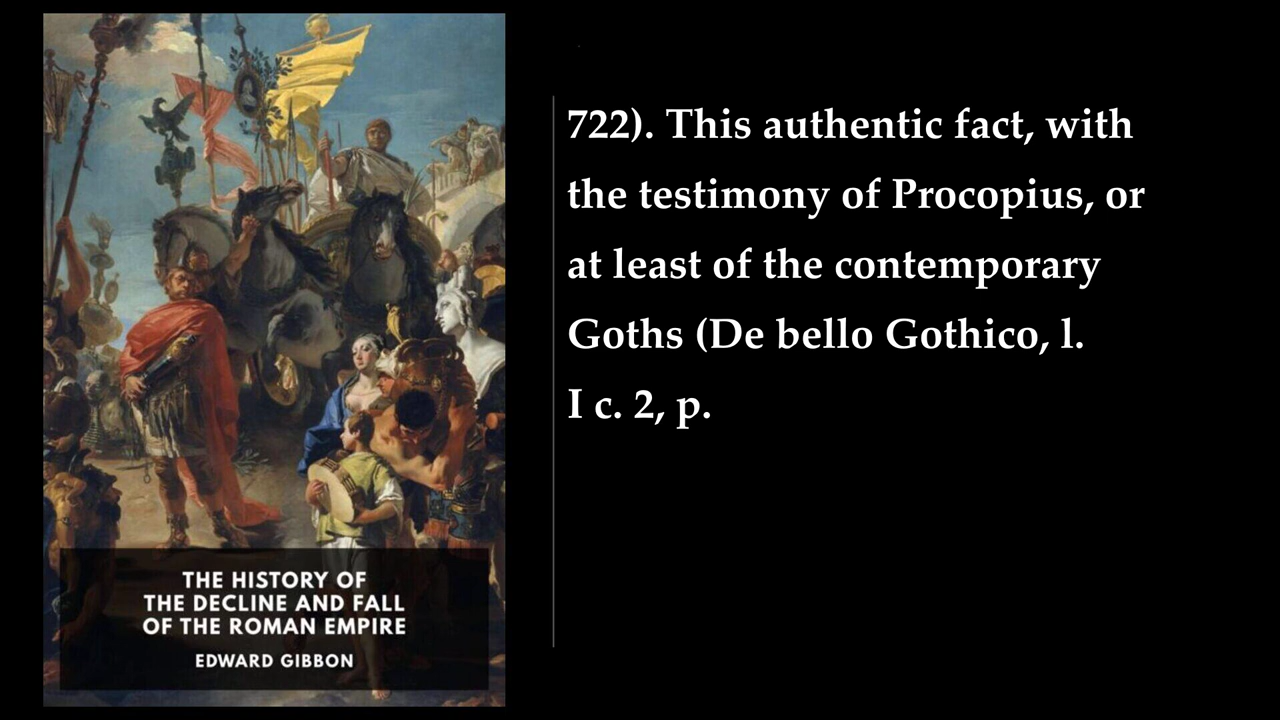 THE HISTORY OF
THE DECLINE AND FALL
OF THE ROMAN EMPIRE
EDWARD GIBBON
722). This authentic fact, with
the testimony of Procopius, or
at least of the contemporary
Goths (De bello Gothico, l.
I c. 2, p.